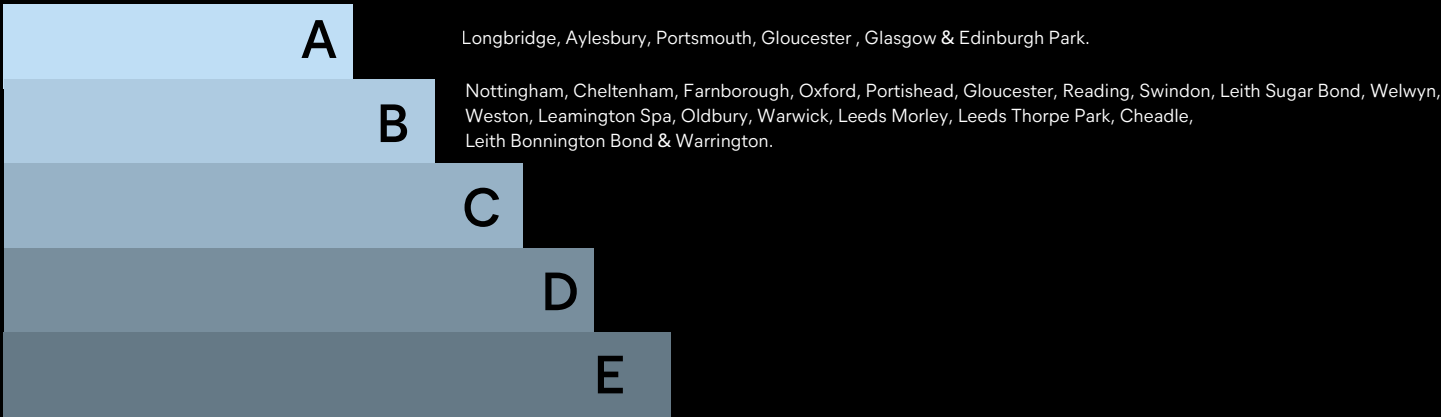 A
Longbridge, Aylesbury, Portsmouth, Gloucester , Glasgow & Edinburgh Park.
B
Nottingham, Cheltenham, Farnborough, Oxford, Portishead, Gloucester, Reading, Swindon, Leith Sugar Bond, Welwyn,
Weston, Leamington Spa, Oldbury, Warwick, Leeds Morley, Leeds Thorpe Park, Cheadle,
Leith Bonnington Bond & Warrington.
C
D
E